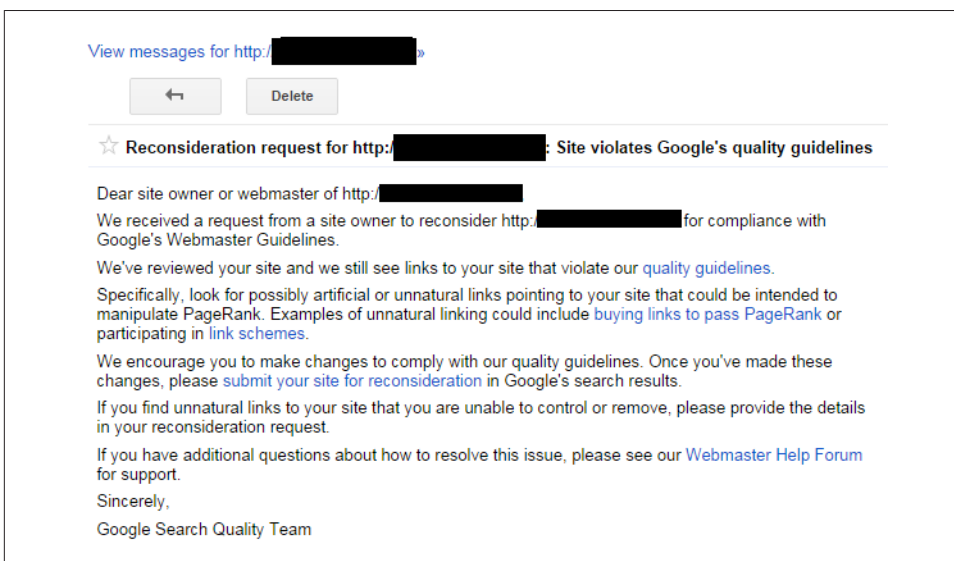 View messages for http:/ »
Delete
Reconsideration request for http:/ : Site violates Google's quality guidelines
Dear site owner or webmaster of http:/
We received a request from a site owner to reconsider http:/ for compliance with
Google's Webmaster Guidelines.
We've reviewed your site and we still see links to your site that violate our quality guidelines.
Specifically, look for possibly artificial or unnatural links pointing to your site that could be intended to
manipulate PageRank. Examples of unnatural linking could include buying links to pass PageRank or
participating in link schemes.
We encourage you to make changes to comply with our quality guidelines. Once you've made these
changes, please submit your site for reconsideration in Google's search results.
If you find unnatural links to your site that you are unable to control or remove, please provide the details
in your reconsideration request.
If you have additional questions about how to resolve this issue, please see our Webmaster Help Forum
for support.
Sincerely,
Google Search Quality Team